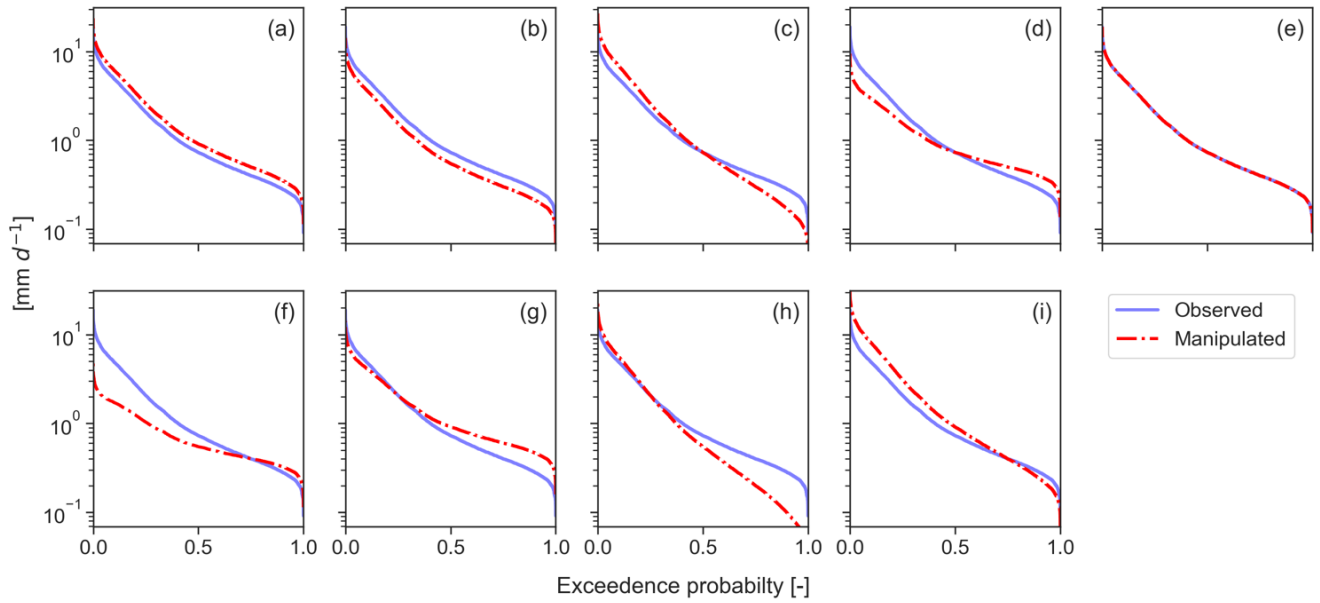 (a) (b) (c) (d) (e)
10¹
10⁰
10⁻¹
[mm d⁻¹]
(f) (g) (h) (i)
10¹
10⁰
10⁻¹
Observed
Manipulated
0.0 0.5 1.0 0.0 0.5 1.0 0.0 0.5 1.0 0.0 0.5 1.0
Exceedence probabilty [-]